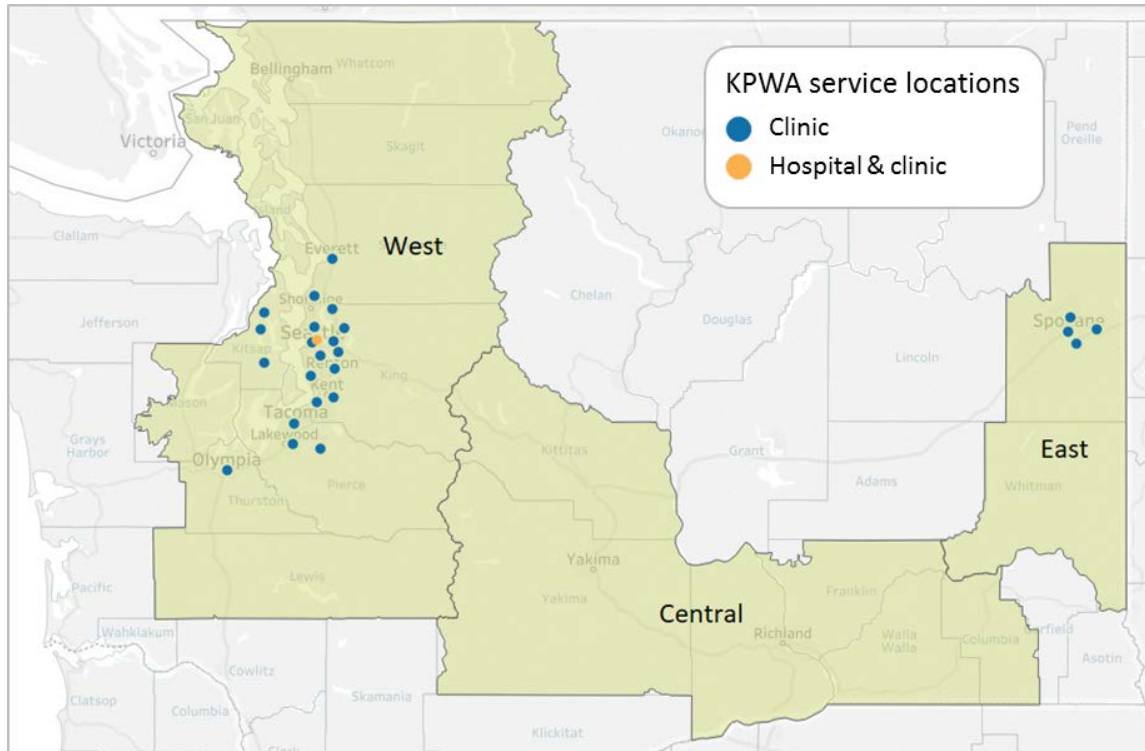 KPWA service locations
Clinic
Hospital & clinic
Bellingham
Whatcom
San Juan
Victoria
Skagit
Okano
Pend
Oreille
Island
Clallam
Everett
West
Chelan
Jefferson
Douglas
Seattle
Spokane
Kitsap
Renton
Lincoln
King
Kent
Mason
Tacoma
Grays
Harbor
Lakewood
Kittitas
Grant
East
Olympia
Adams
Whitman
Pierce
Thurston
Yakima
Pacific
Lewis
Yakima
Franklin
Central
Wahkiakum
Richland
Walla
Walla
Columbia
Garfield
Cowlitz
Asotin
Clatsop
Columbia
Skamania
Klickitat